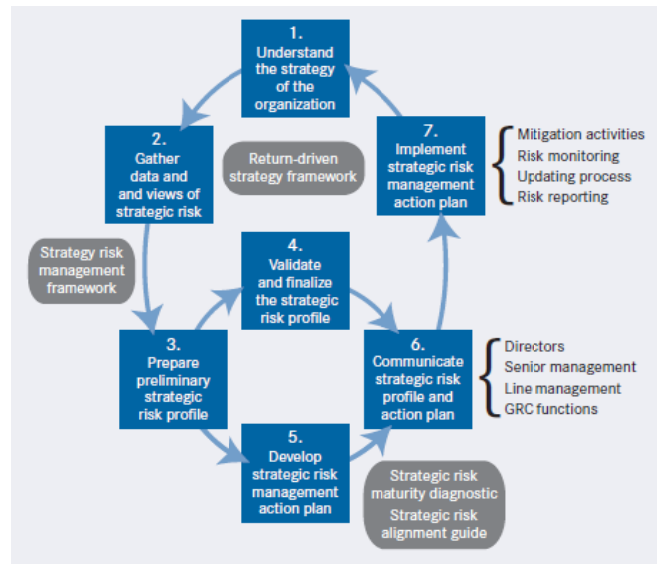 1.
Understand
the strategy
of the
organization
2.
Gather
data and
and views of
strategic risk
Return-driven
strategy framework
7.
Implement
strategic risk
management
action plan
Mitigation activities
Risk monitoring
Updating process
Risk reporting
Strategy risk
management
framework
4.
Validate
and finalize
the strategic
risk profile
3.
Prepare
preliminary
strategic
risk profile
6.
Communicate
strategic risk
profile and
action plan
Directors
Senior management
Line management
GRC functions
5.
Develop
strategic risk
management
action plan
Strategic risk
maturity diagnostic
Strategic risk
alignment guide